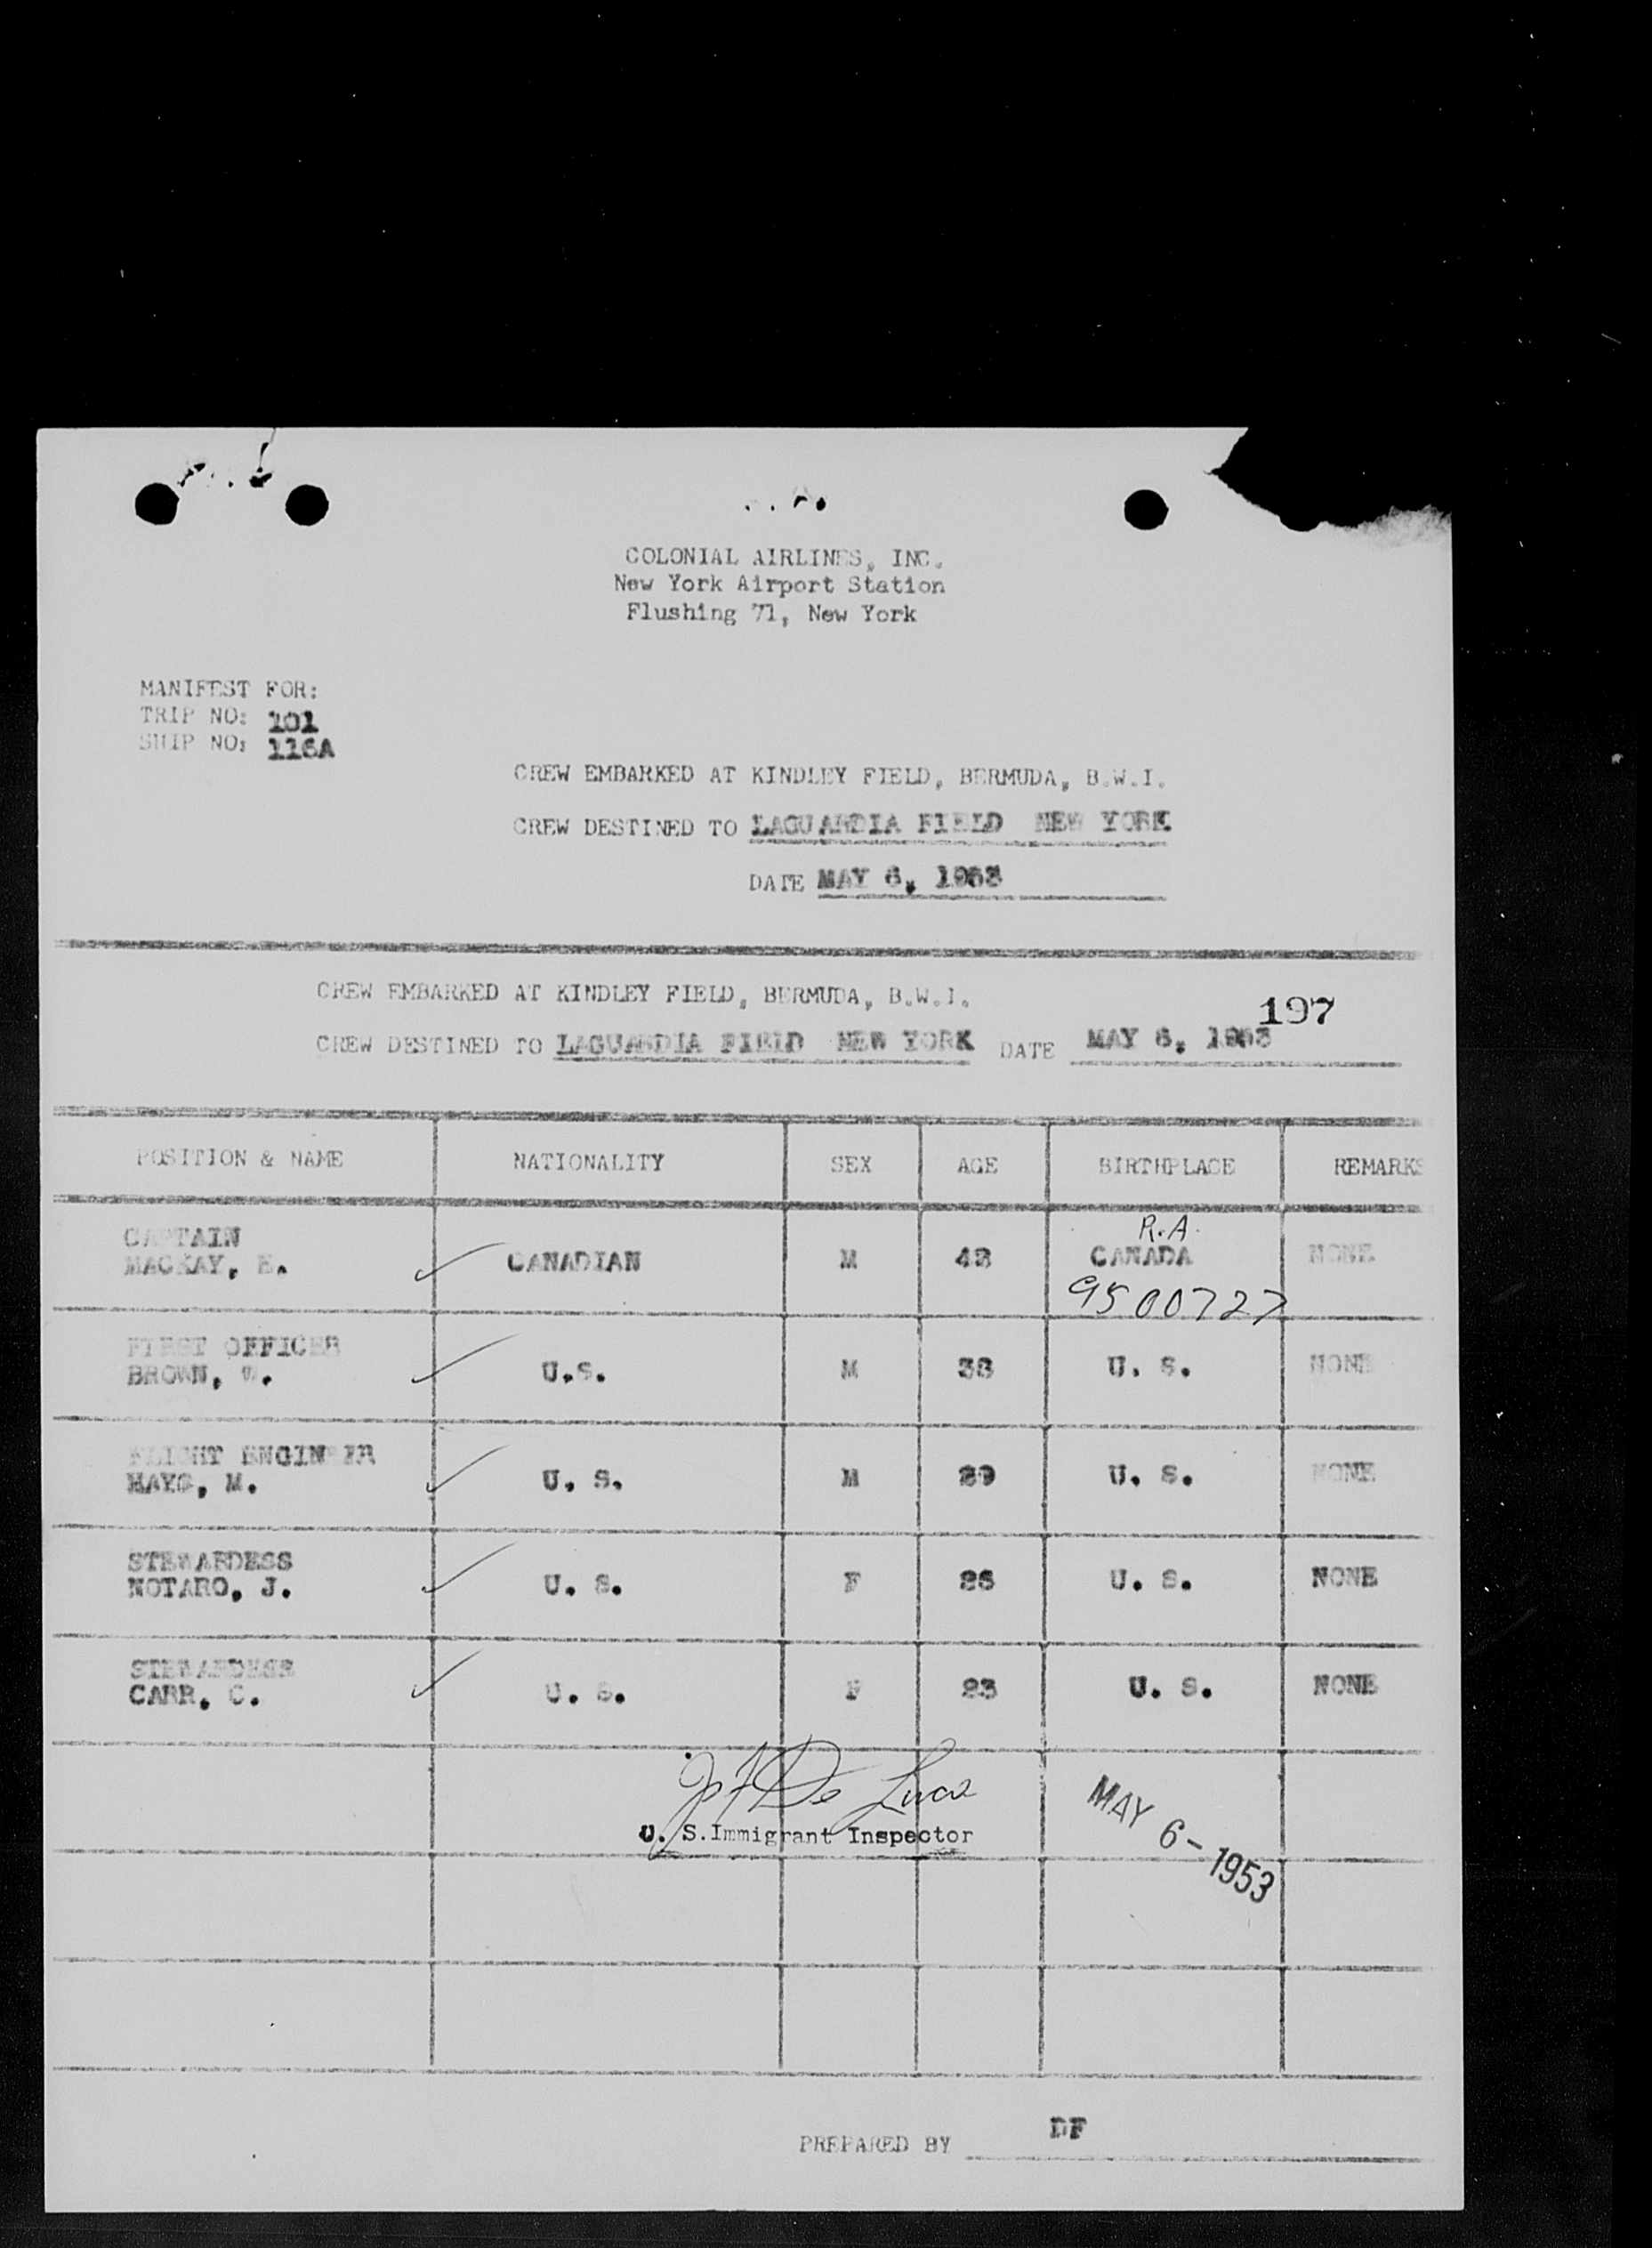 COLONIAL AIRLINES, INC.
New York Airport Station
Flushing 71, New York
MANIFEST FOR:
TRIP NO: 101
SHIP NO: 116A
CREW EMBARKED AT KINDLEY FIELD, BERMUDA, B.W.I.
CREW DESTINED TO LAGUARDIA FIELD NEW YORK
DATE MAY 6, 1953
CREW EMBARKED AT KINDLEY FIELD, BERMUDA, B.W.I.
197
CREW DESTINED TO LAGUARDIA FIELD NEW YORK DATE MAY 6, 1953
POSITION & NAME NATIONALITY SEX AGE BIRTHPLACE REMARKS
R.A.
CAPTAIN
MACKAY, E. CANADIAN M 43 CANADA NONE
9500727
FIRST OFFICER
BROWN, W. U.S. M 38 U. S. NONE
FLIGHT ENGINEER
MAYO, M. U. S. M 29 U. S. NONE
STEWARDESS
NOTARO, J. U. S. F 26 U. S. NONE
STEWARDESS
CARR, C. U. S. F 23 U. S. NONE
De Luca
U. S. Immigrant Inspector
MAY 6 - 1953
PREPARED BY DF